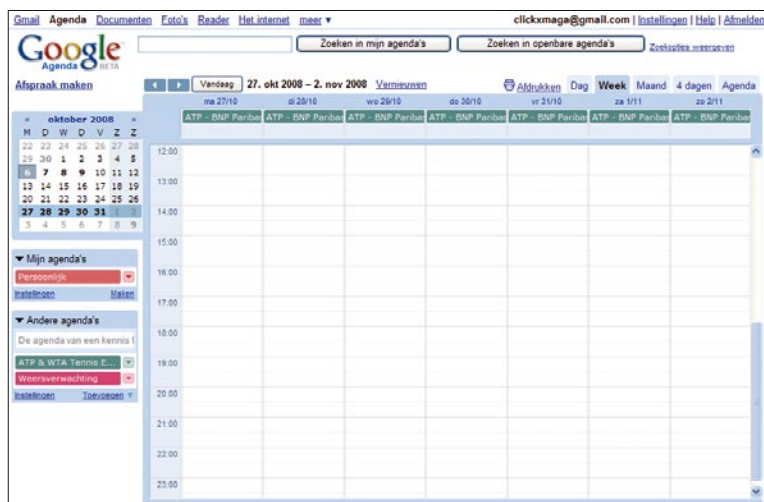 Gmail Agenda Documenten Foto's Reader Het internet meer ▼ clickxmaga@gmail.com | Instellingen | Help | Afmelden
Google Agenda BETA
Zoeken in mijn agenda's Zoeken in openbare agenda's Zoekopties weergeven
Afspraak maken
Vandaag 27. okt 2008 – 2. nov 2008 Vernieuwen Afdrukken Dag Week Maand 4 dagen Agenda
« oktober 2008 »
M D W D V Z Z
22 23 24 25 26 27 28
29 30 1 2 3 4 5
6 7 8 9 10 11 12
13 14 15 16 17 18 19
20 21 22 23 24 25 26
27 28 29 30 31 1 2
3 4 5 6 7 8 9
Mijn agenda's
Persoonlijk
Instellingen Maken
Andere agenda's
De agenda van een kennis
ATP & WTA Tennis E...
Weersverwachting
Instellingen Toevoegen
ma 27/10 di 28/10 wo 29/10 do 30/10 vr 31/10 za 1/11 zo 2/11
ATP - BNP Paribas ATP - BNP Paribas ATP - BNP Paribas ATP - BNP Paribas ATP - BNP Paribas ATP - BNP Paribas ATP - BNP Paribas
12:00
13:00
14:00
15:00
16:00
17:00
18:00
19:00
20:00
21:00
22:00
23:00